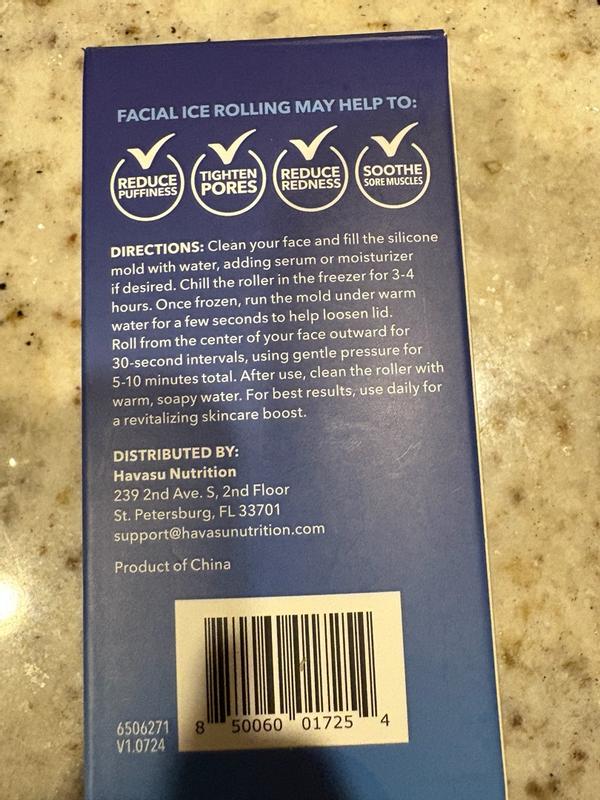 FACIAL ICE ROLLING MAY HELP TO:
REDUCE PUFFINESS
TIGHTEN PORES
REDUCE REDNESS
SOOTHE SORE MUSCLES
DIRECTIONS: Clean your face and fill the silicone
mold with water, adding serum or moisturizer
if desired. Chill the roller in the freezer for 3-4
hours. Once frozen, run the mold under warm
water for a few seconds to help loosen lid.
Roll from the center of your face outward for
30-second intervals, using gentle pressure for
5-10 minutes total. After use, clean the roller with
warm, soapy water. For best results, use daily for
a revitalizing skincare boost.
DISTRIBUTED BY:
Havasu Nutrition
239 2nd Ave. S, 2nd Floor
St. Petersburg, FL 33701
support@havasunutrition.com
Product of China
6506271
V1.0724
8 50060 01725 4